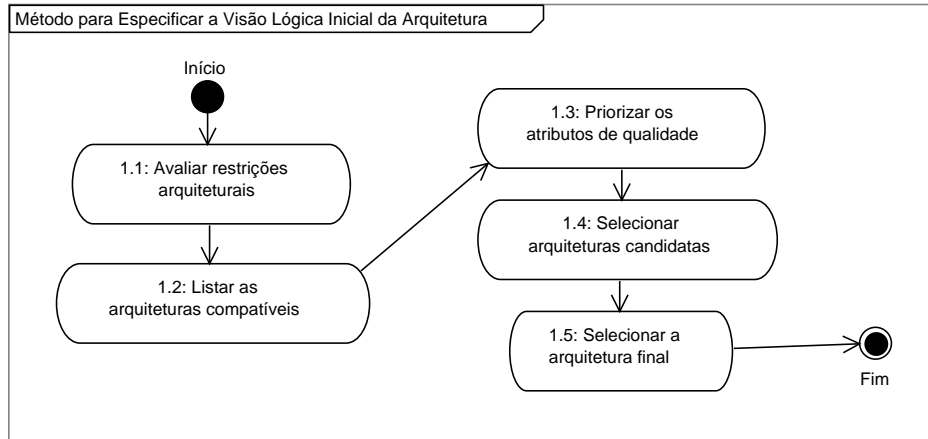 Método para Especificar a Visão Lógica Inicial da Arquitetura
Início
1.1: Avaliar restrições
arquiteturais
1.2: Listar as
arquiteturas compatíveis
1.3: Priorizar os
atributos de qualidade
1.4: Selecionar
arquiteturas candidatas
1.5: Selecionar a
arquitetura final
Fim